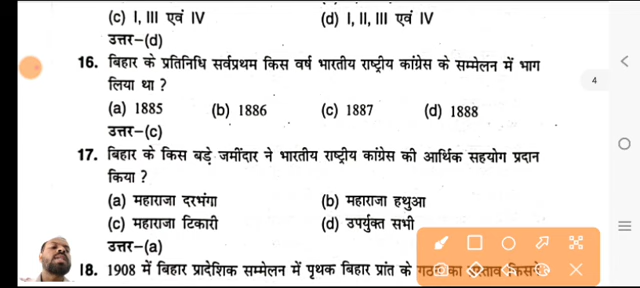 (c) I, III एवं IV (d) I, II, III एवं IV
उत्तर–(d)
16. बिहार के प्रतिनिधि सर्वप्रथम किस वर्ष भारतीय राष्ट्रीय कांग्रेस के सम्मेलन में भाग
लिया था ?
4
(a) 1885 (b) 1886 (c) 1887 (d) 1888
उत्तर–(c)
17. बिहार के किस बड़े जमींदार ने भारतीय राष्ट्रीय कांग्रेस की आर्थिक सहयोग प्रदान
किया ?
(a) महाराजा दरभंगा (b) महाराजा हथुआ
(c) महाराजा टिकारी (d) उपर्युक्त सभी
उत्तर–(a)
18. 1908 में बिहार प्रादेशिक सम्मेलन में पृथक बिहार प्रांत के का